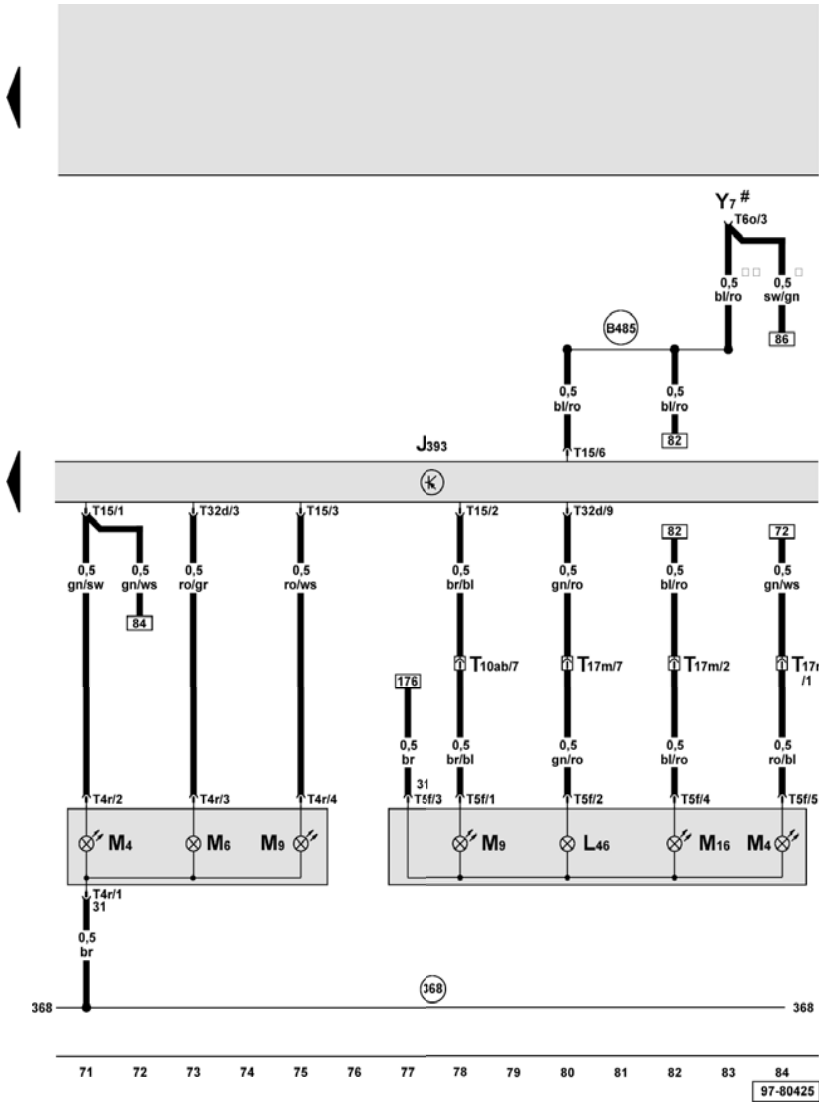 Y7 #
T6o/3
0,5 bl/ro
0,5 sw/gn
86
B485
0,5 bl/ro
0,5 bl/ro
82
J393
T15/6
T15/1
T32d/3
T15/3
T15/2
T32d/9
82
72
0,5 gn/sw
0,5 gn/ws
0,5 ro/gr
0,5 ro/ws
0,5 br/bl
0,5 gn/ro
0,5 bl/ro
0,5 gn/ws
84
176
T10ab/7
T17m/7
T17m/2
/1
0,5 br
0,5 br/bl
0,5 gn/ro
0,5 bl/ro
0,5 ro/bl
31
T4r/2
T4r/3
T4r/4
T5f/3
T5f/1
T5f/2
T5f/4
T5f/5
M4
M6
M9
M9
L46
M16
M4
T4r/1
31
0,5 br
368
368
368
71 72 73 74 75 76 77 78 79 80 81 82 83 84
97-80425